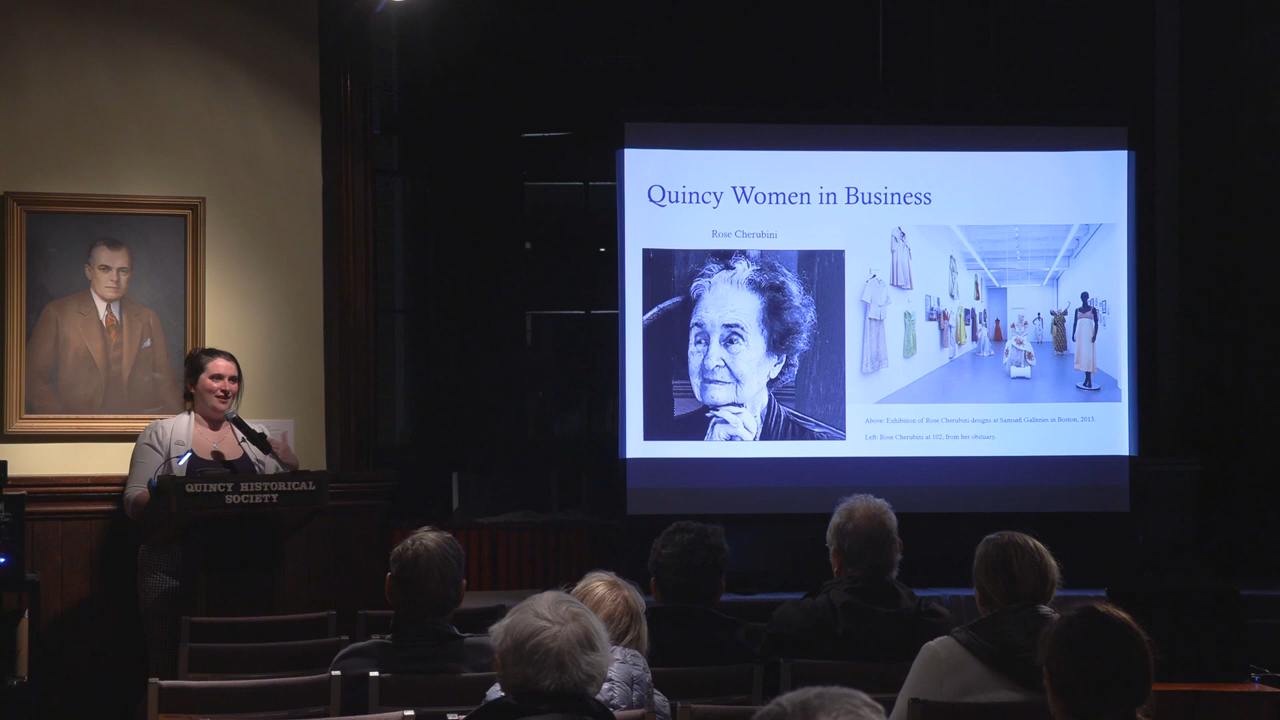 Quincy Women in Business
Rose Cherubini
Above: Exhibition of Rose Cherubini designs at Samsøñ Galleries in Boston, 2013.
Left: Rose Cherubini at 102, from her obituary.
QUINCY HISTORICAL
SOCIETY